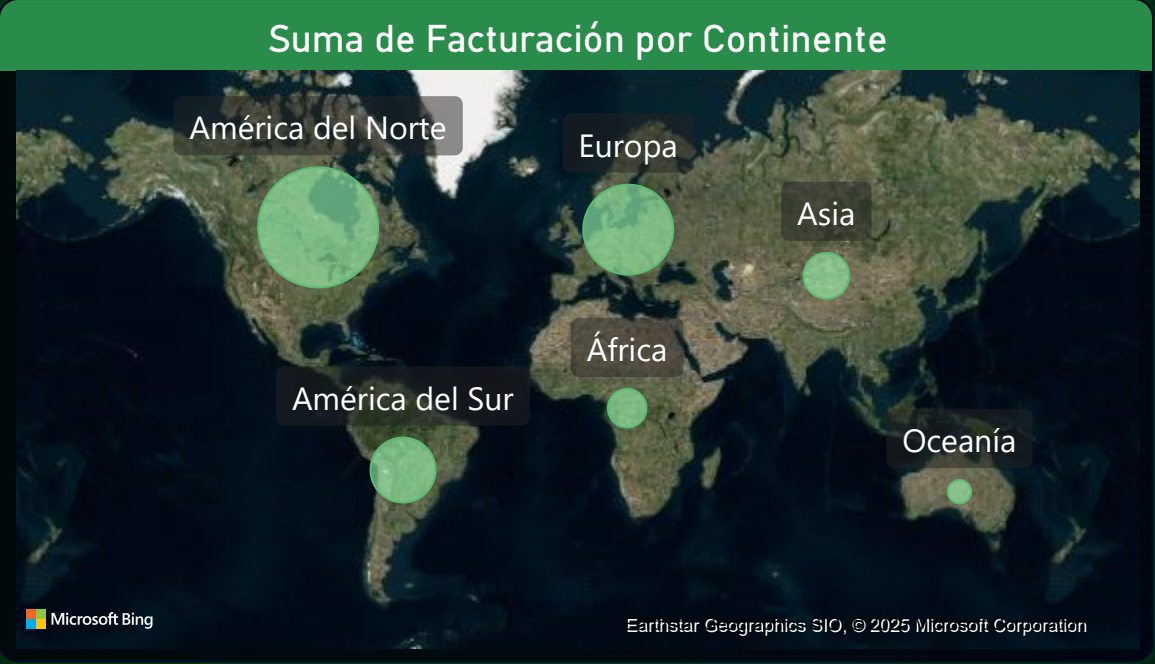 Suma de Facturación por Continente
América del Norte
Europa
Asia
África
América del Sur
Oceanía
Microsoft Bing
Earthstar Geographics SIO, © 2025 Microsoft Corporation